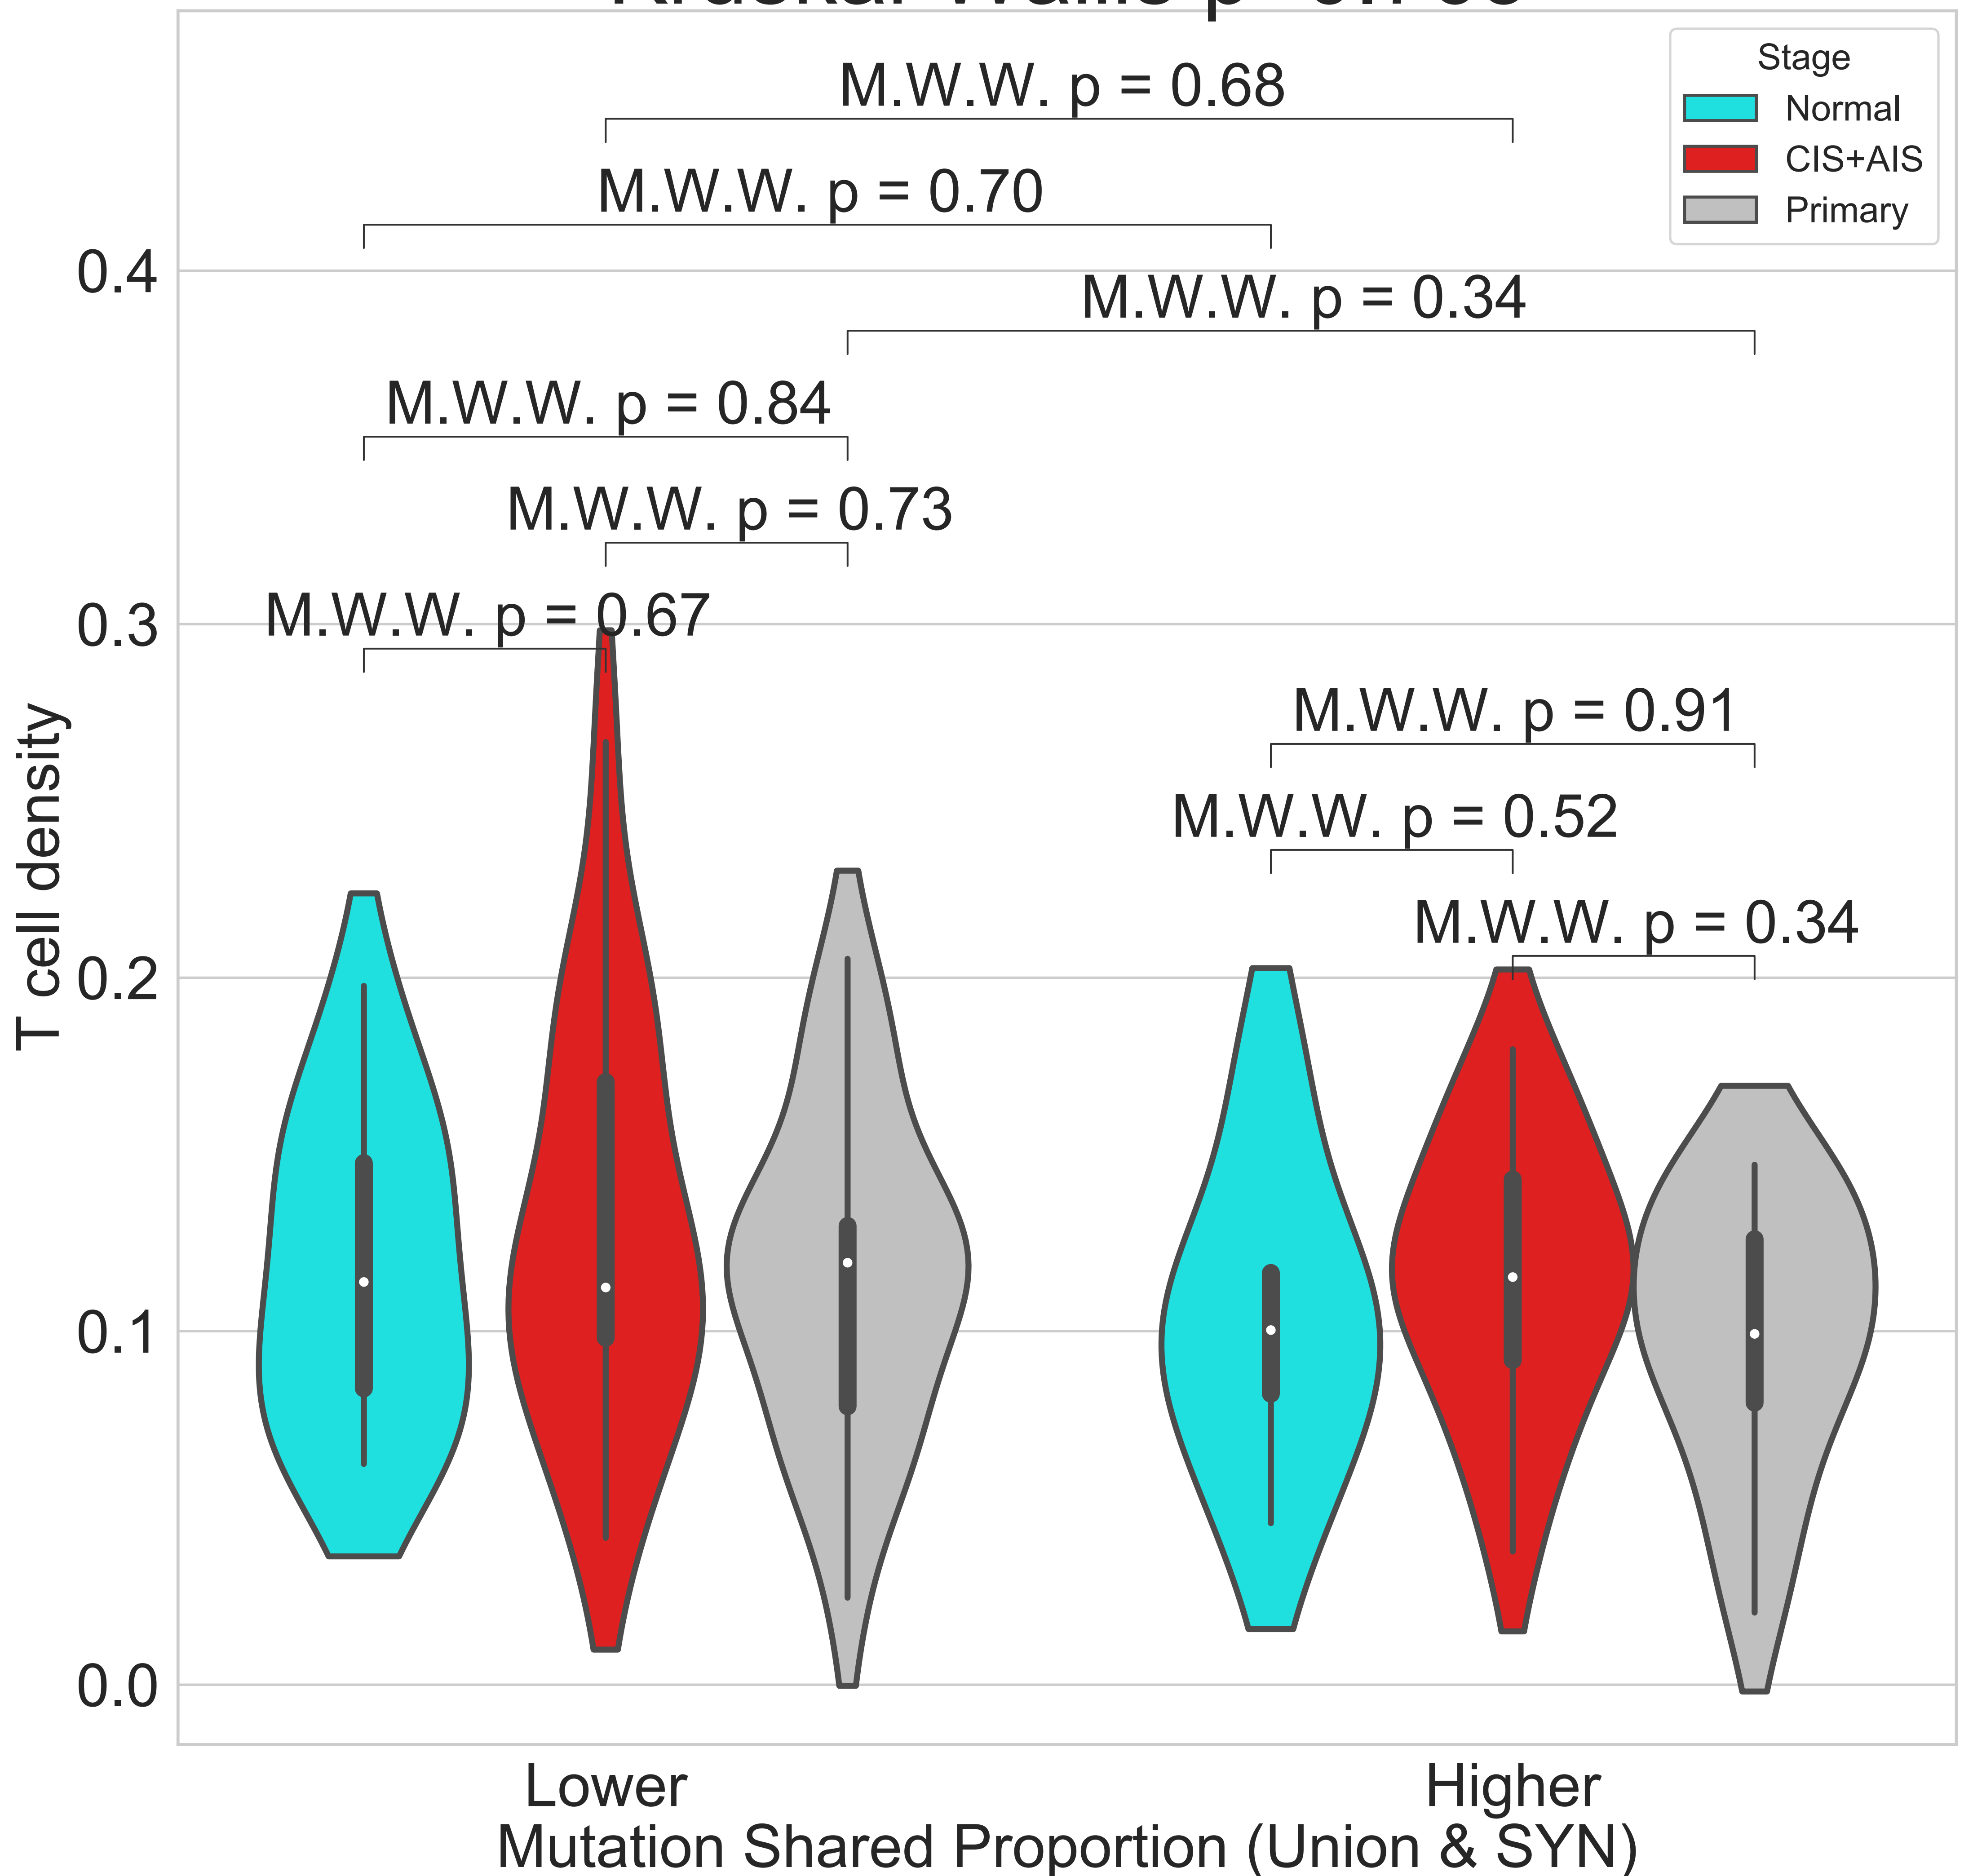 Stage
Normal
CIS+AIS
Primary
M.W.W. p = 0.68
M.W.W. p = 0.70
M.W.W. p = 0.34
M.W.W. p = 0.84
M.W.W. p = 0.73
M.W.W. p = 0.67
M.W.W. p = 0.91
M.W.W. p = 0.52
M.W.W. p = 0.34
T cell density
0.4
0.3
0.2
0.1
0.0
Lower
Higher
Mutation Shared Proportion (Union & SYN)